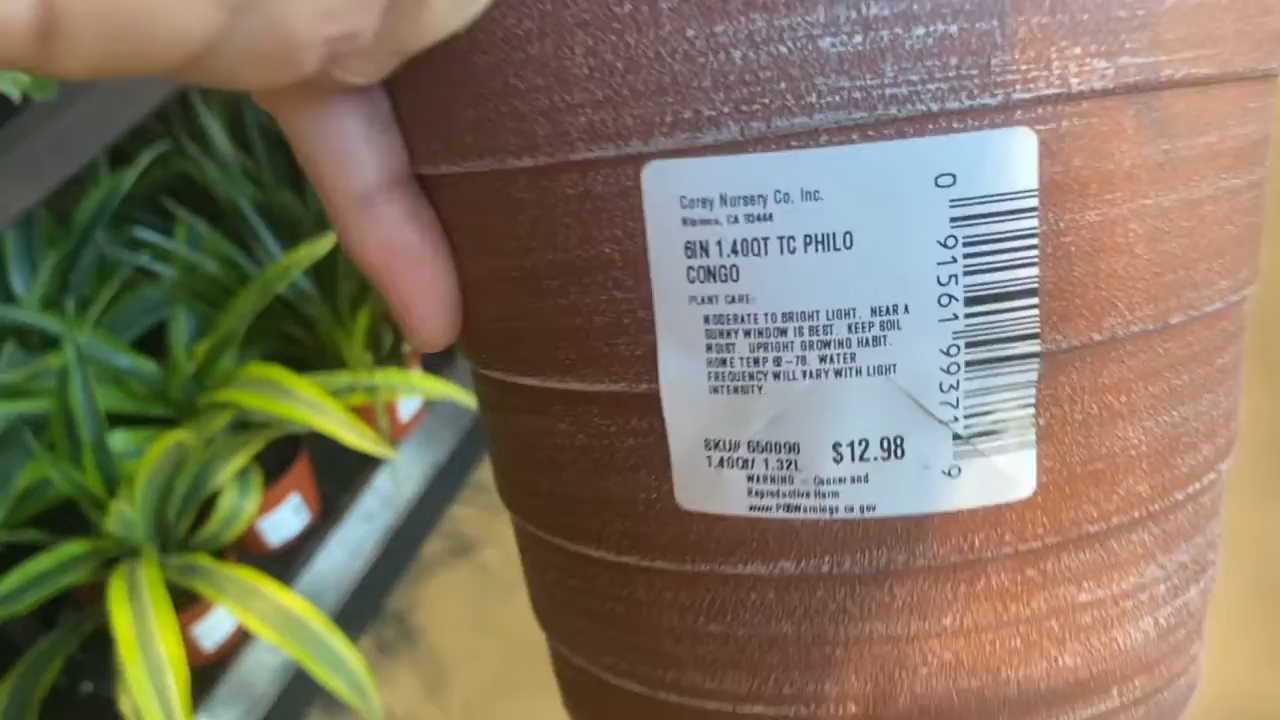 Corey Nursery Co. Inc.
Nipomo, CA 93444
6IN 1.40QT TC PHILO
CONGO
PLANT CARE:
MODERATE TO BRIGHT LIGHT. NEAR A
SUNNY WINDOW IS BEST. KEEP SOIL
MOIST. UPRIGHT GROWING HABIT.
HOME TEMP 62-78. WATER
FREQUENCY WILL VARY WITH LIGHT
INTENSITY.
SKU# 650090 $12.98
1.40Qt/ 1.32L
WARNING - Cancer and
Reproductive Harm
www.P65Warnings.ca.gov
0 91561 99371 9